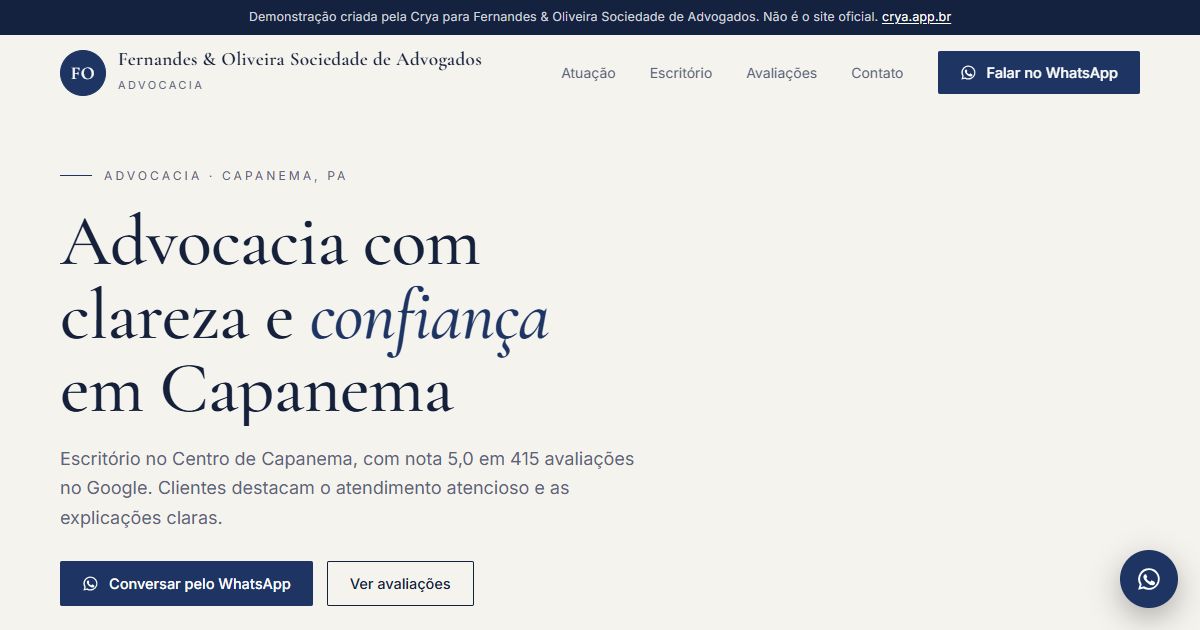 Demonstração criada pela Crya para Fernandes & Oliveira Sociedade de Advogados. Não é o site oficial. crya.app.br
FO
Fernandes & Oliveira Sociedade de Advogados
ADVOCACIA
Atuação
Escritório
Avaliações
Contato
Falar no WhatsApp
ADVOCACIA · CAPANEMA, PA
Advocacia com
clareza e confiança
em Capanema
Escritório no Centro de Capanema, com nota 5,0 em 415 avaliações
no Google. Clientes destacam o atendimento atencioso e as
explicações claras.
Conversar pelo WhatsApp
Ver avaliações